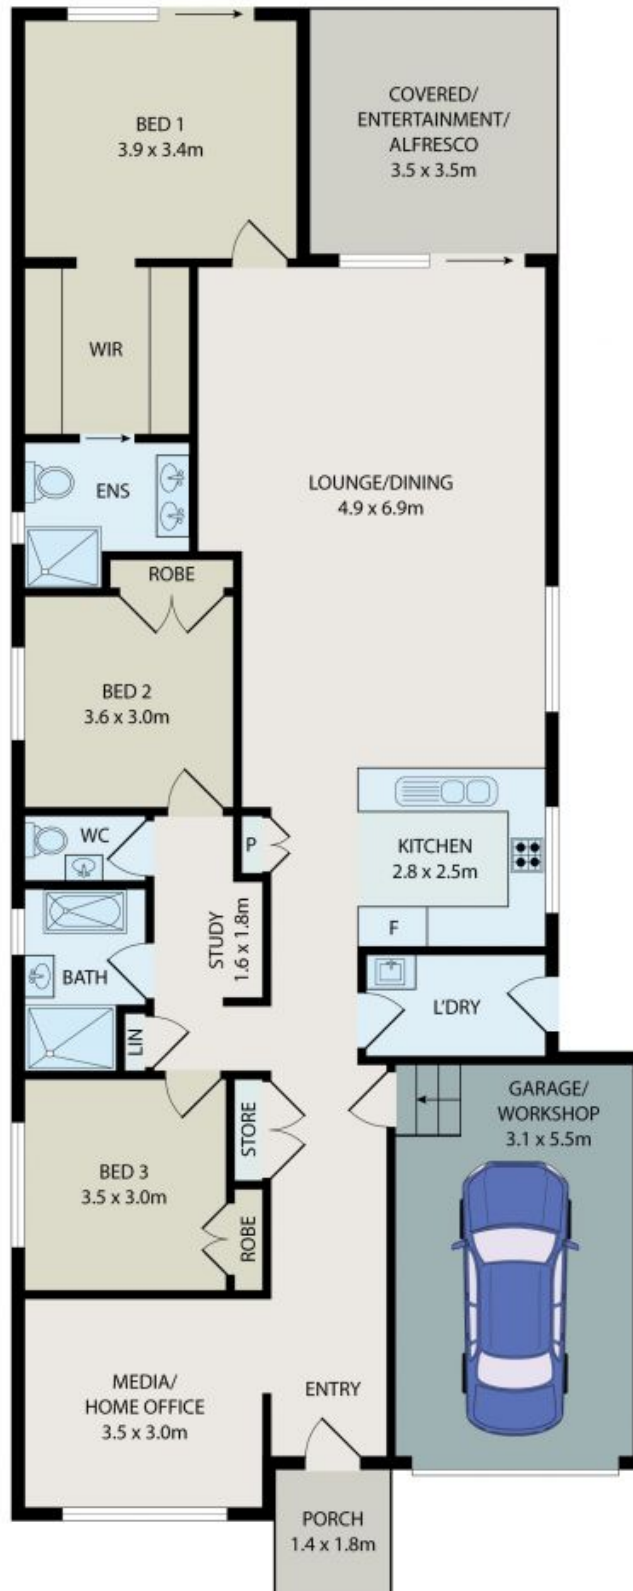 BED 1
3.9 x 3.4m
COVERED/
ENTERTAINMENT/
ALFRESCO
3.5 x 3.5m
WIR
ENS
LOUNGE/DINING
4.9 x 6.9m
ROBE
BED 2
3.6 x 3.0m
WC
P
KITCHEN
2.8 x 2.5m
F
STUDY
1.6 x 1.8m
BATH
LIN
L'DRY
GARAGE/
WORKSHOP
3.1 x 5.5m
STORE
BED 3
3.5 x 3.0m
ROBE
MEDIA/
HOME OFFICE
3.5 x 3.0m
ENTRY
PORCH
1.4 x 1.8m